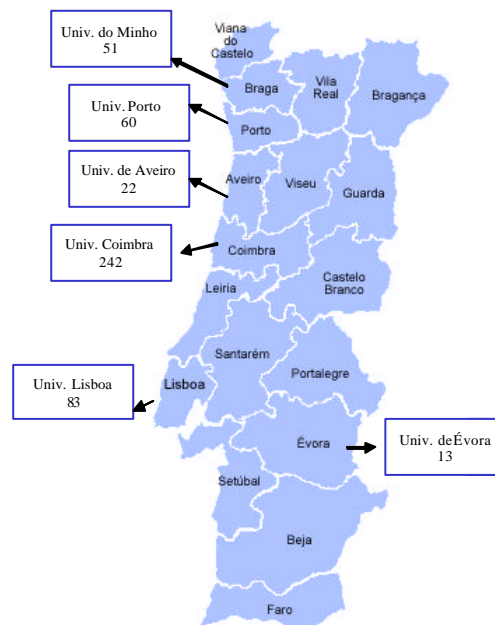 Univ. do Minho
51
Viana
do
Castelo
Braga
Vila
Real
Bragança
Univ. Porto
60
Porto
Univ. de Aveiro
22
Aveiro
Viseu
Guarda
Univ. Coimbra
242
Coimbra
Castelo
Branco
Leiria
Santarém
Univ. Lisboa
83
Lisboa
Portalegre
Évora
Univ. de Évora
13
Setúbal
Beja
Faro